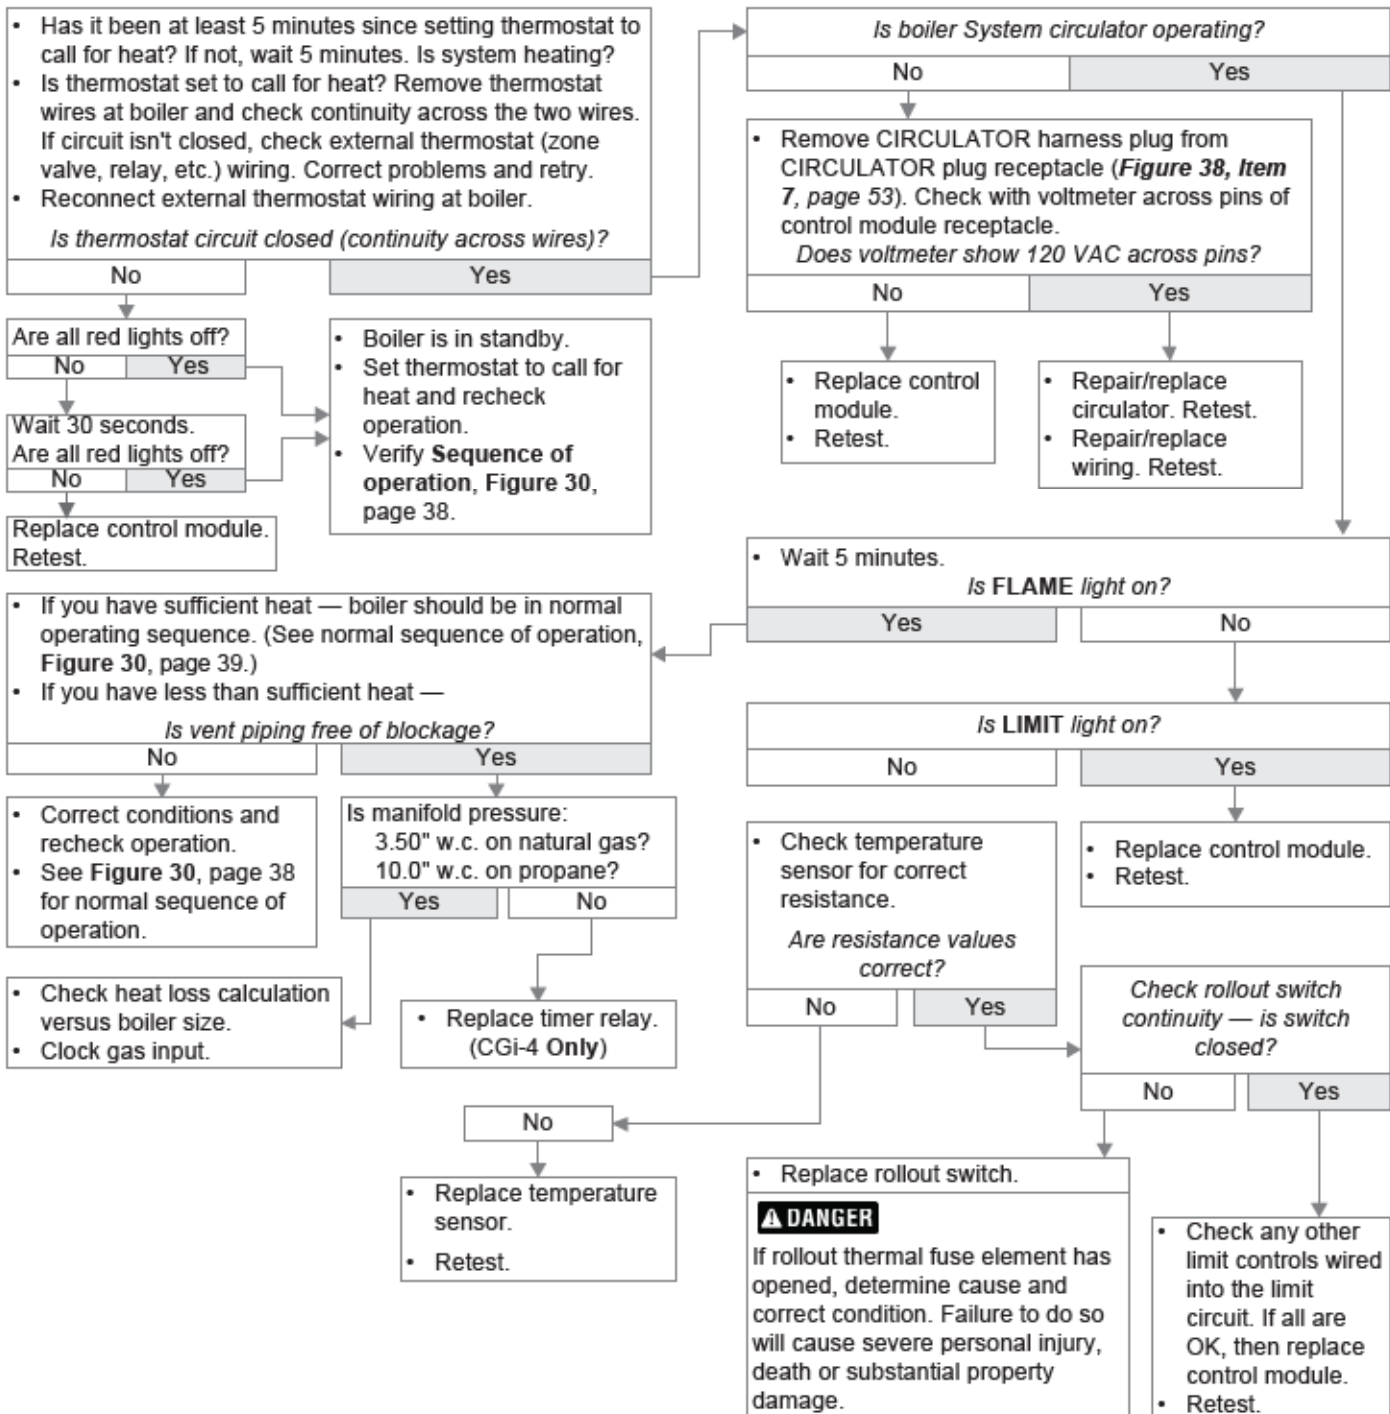 • Has it been at least 5 minutes since setting thermostat to
call for heat? If not, wait 5 minutes. Is system heating?
• Is thermostat set to call for heat? Remove thermostat
wires at boiler and check continuity across the two wires.
If circuit isn't closed, check external thermostat (zone
valve, relay, etc.) wiring. Correct problems and retry.
• Reconnect external thermostat wiring at boiler.
Is thermostat circuit closed (continuity across wires)?
No
Yes
Are all red lights off?
No
Yes
Wait 30 seconds.
Are all red lights off?
No
Yes
Replace control module.
Retest.
• Boiler is in standby.
• Set thermostat to call for
heat and recheck
operation.
• Verify Sequence of
operation, Figure 30,
page 38.
Is boiler System circulator operating?
No
Yes
• Remove CIRCULATOR harness plug from
CIRCULATOR plug receptacle (Figure 38, Item
7, page 53). Check with voltmeter across pins of
control module receptacle.
Does voltmeter show 120 VAC across pins?
No
Yes
• Replace control
module.
• Retest.
• Repair/replace
circulator. Retest.
• Repair/replace
wiring. Retest.
• Wait 5 minutes.
Is FLAME light on?
Yes
No
• If you have sufficient heat — boiler should be in normal
operating sequence. (See normal sequence of operation,
Figure 30, page 39.)
• If you have less than sufficient heat —
Is vent piping free of blockage?
No
Yes
• Correct conditions and
recheck operation.
• See Figure 30, page 38
for normal sequence of
operation.
Is manifold pressure:
3.50" w.c. on natural gas?
10.0" w.c. on propane?
Yes
No
• Check heat loss calculation
versus boiler size.
• Clock gas input.
• Replace timer relay.
(CGi-4 Only)
Is LIMIT light on?
No
Yes
• Check temperature
sensor for correct
resistance.
Are resistance values
correct?
No
Yes
• Replace control module.
• Retest.
Check rollout switch
continuity — is switch
closed?
No
Yes
No
• Replace temperature
sensor.
• Retest.
• Replace rollout switch.
DANGER
If rollout thermal fuse element has
opened, determine cause and
correct condition. Failure to do so
will cause severe personal injury,
death or substantial property
damage.
• Check any other
limit controls wired
into the limit
circuit. If all are
OK, then replace
control module.
• Retest.